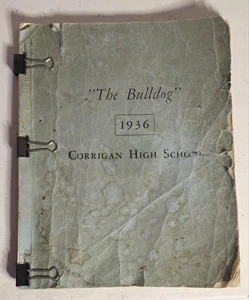 "The Bulldog"
1936
CORRIGAN HIGH SCHOOL